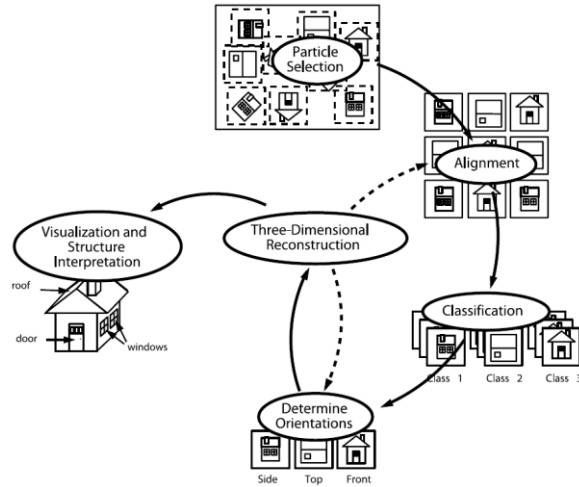 Particle
Selection
Alignment
Visualization and
Structure
Interpretation
Three-Dimensional
Reconstruction
roof
door
windows
Classification
Class 1
Class 2
Class 3
Determine
Orientations
Side
Top
Front